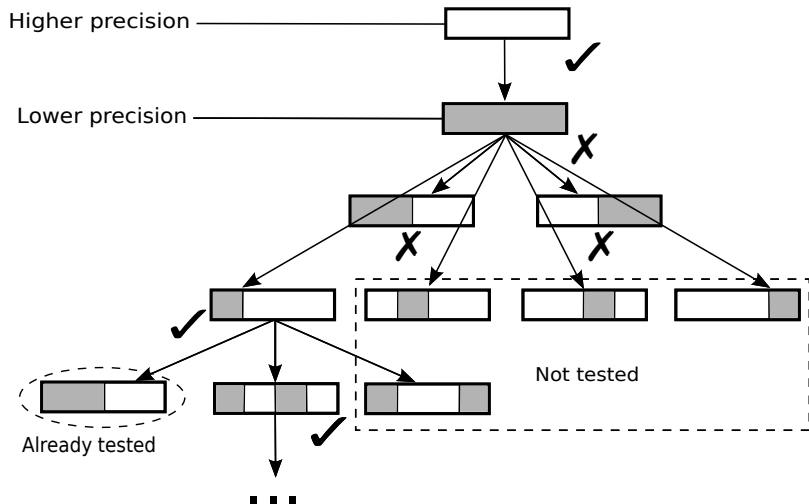 Higher precision
✓
Lower precision
✗
✗
✗
✓
Not tested
Already tested
✓